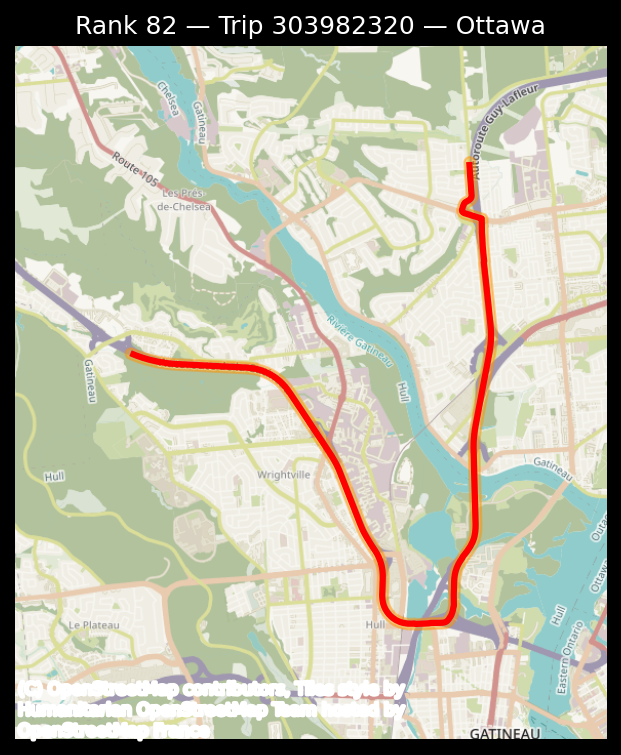 Rank 82 — Trip 303982320 — Ottawa
Autoroute Guy-Lafleur
Chelsea
Gatineau
Route 105
Les Prés-
de-Chelsea
Rivière Gatineau
Gatineau
Hull
Hull
Wrightville
Gatineau
Outa
Ottawa
Hull
Le Plateau
Hull
Eastern Ontario
(C) OpenStreetMap contributors, Tiles style by
Humanitarian OpenStreetMap Team hosted by
OpenStreetMap France
GATINEAU